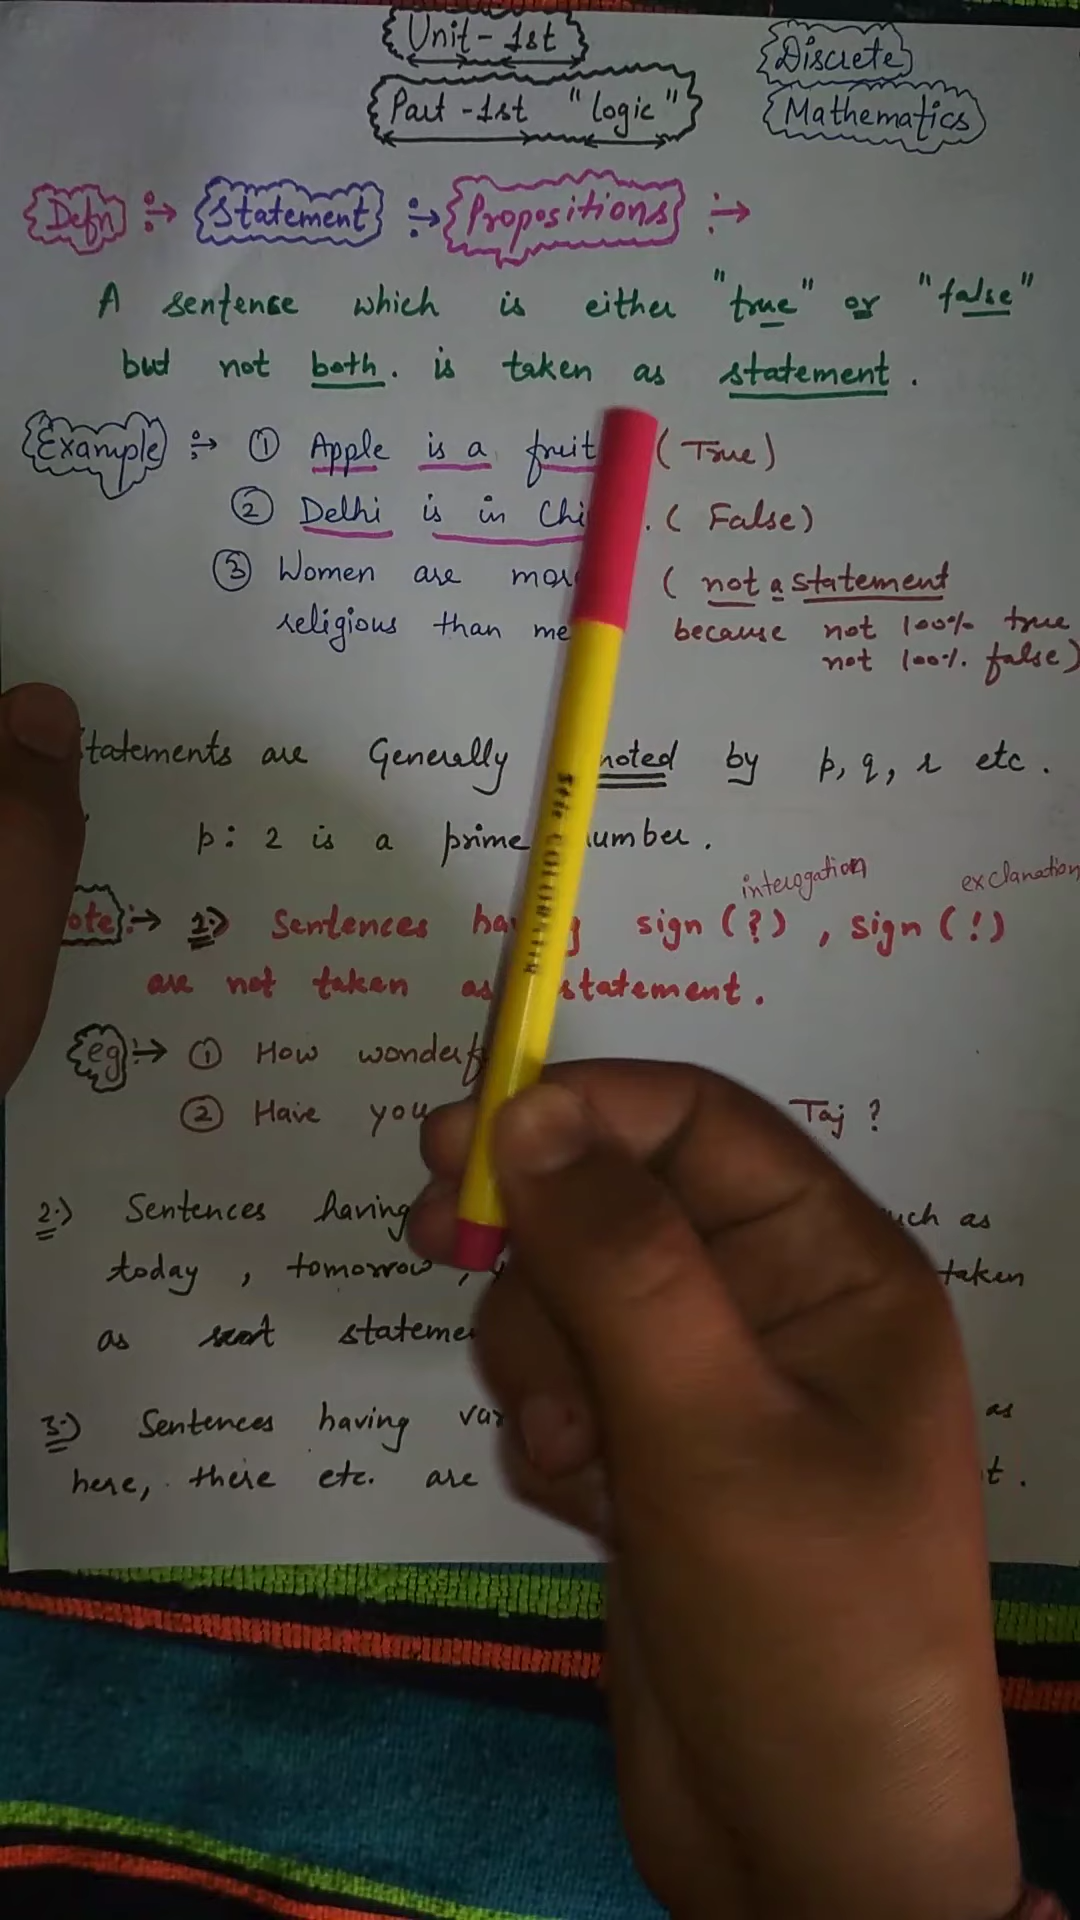 Unit-1st
Part-1st "logic"
Discrete
Mathematics
Defn Statement Propositions
A sentence which is either "true" or "false"
but not both. is taken as statement.
Example ① Apple is a fruit (True)
② Delhi is in Chi . (False)
③ Women are mor (not a statement
religious than me because not 100% true
not 100% false)
tatements are Generally noted by p, q, r etc.
p: 2 is a prime umber.
interogation exclamation
ote:→ 1.) Sentences ha g sign (?), sign (!)
are not taken as statement.
eg ① How wonderf
② Have you Taj ?
2.) Sentences having uch as
today, tomorrow, taken
as stateme
3.) Sentences having var as
here, there etc. are t.